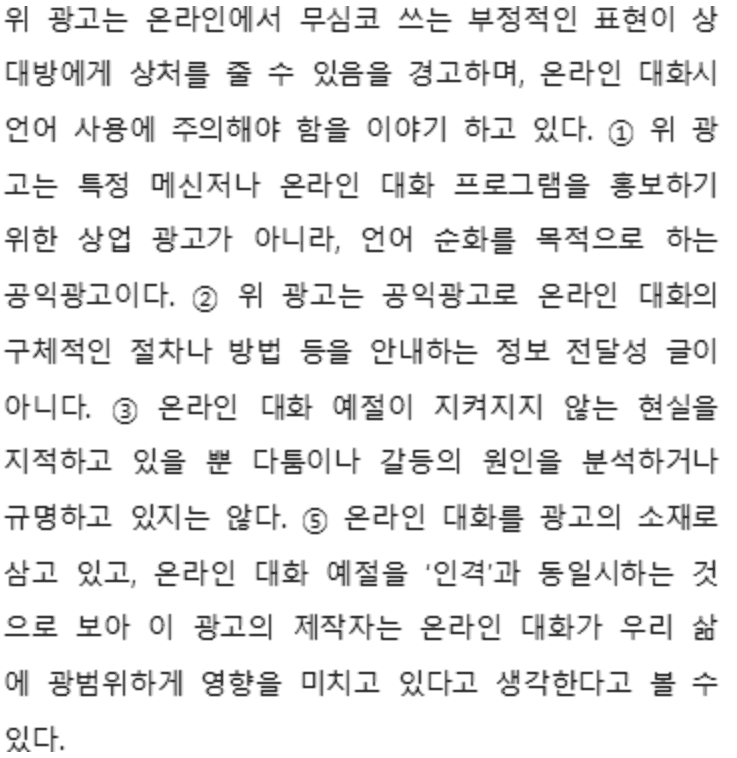 위 광고는 온라인에서 무심코 쓰는 부정적인 표현이 상
대방에게 상처를 줄 수 있음을 경고하며, 온라인 대화시
언어 사용에 주의해야 함을 이야기 하고 있다. ① 위 광
고는 특정 메신저나 온라인 대화 프로그램을 홍보하기
위한 상업 광고가 아니라, 언어 순화를 목적으로 하는
공익광고이다. ② 위 광고는 공익광고로 온라인 대화의
구체적인 절차나 방법 등을 안내하는 정보 전달성 글이
아니다. ③ 온라인 대화 예절이 지켜지지 않는 현실을
지적하고 있을 뿐 다툼이나 갈등의 원인을 분석하거나
규명하고 있지는 않다. ⑤ 온라인 대화를 광고의 소재로
삼고 있고, 온라인 대화 예절을 '인격'과 동일시하는 것
으로 보아 이 광고의 제작자는 온라인 대화가 우리 삶
에 광범위하게 영향을 미치고 있다고 생각한다고 볼 수
있다.